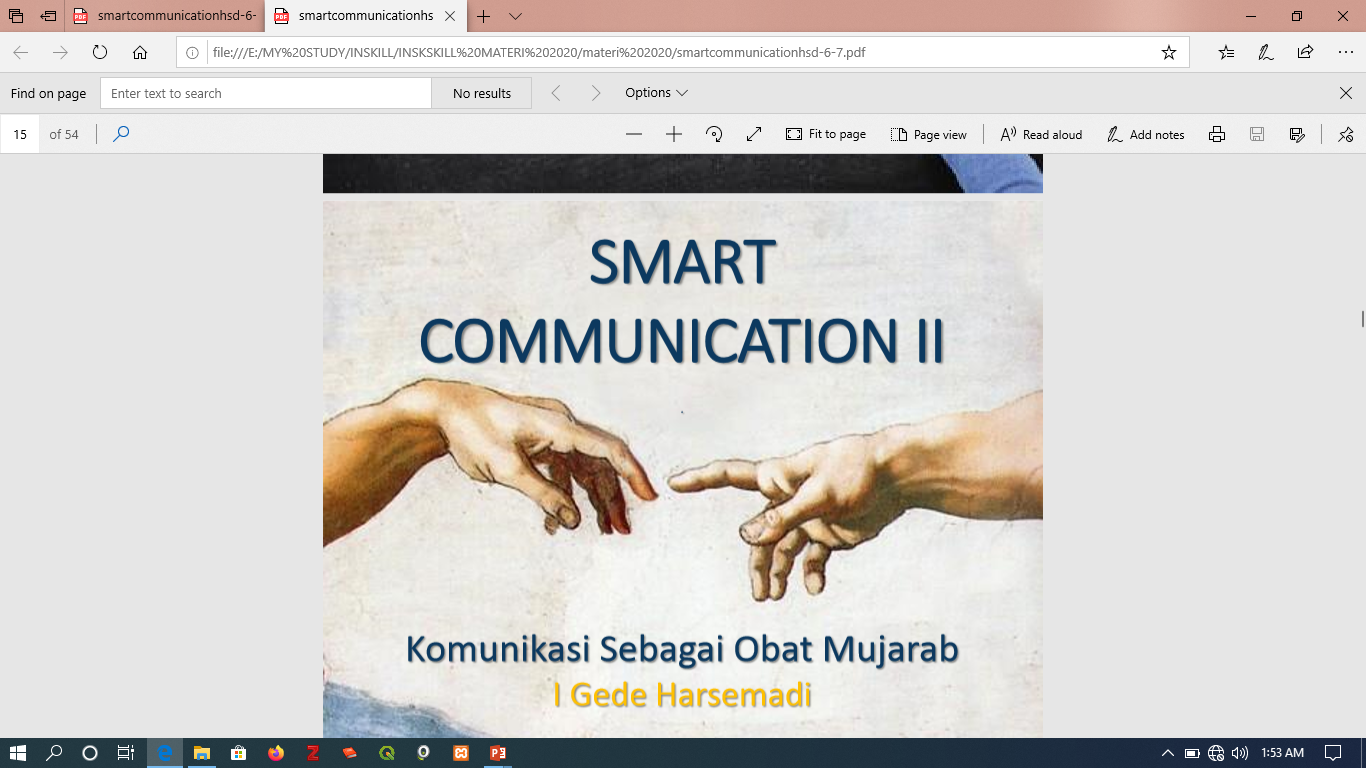 smartcommunicationhsd-6-
smartcommunicationhs
file:///E:/MY%20STUDY/INSKILL/INSKSKILL%20MATERI%202020/materi%202020/smartcommunicationhsd-6-7.pdf
Find on page
Enter text to search
No results
Options
15 of 54
Fit to page
Page view
Read aloud
Add notes
SMART
COMMUNICATION II
Komunikasi Sebagai Obat Mujarab
I Gede Harsemadi
1:53 AM